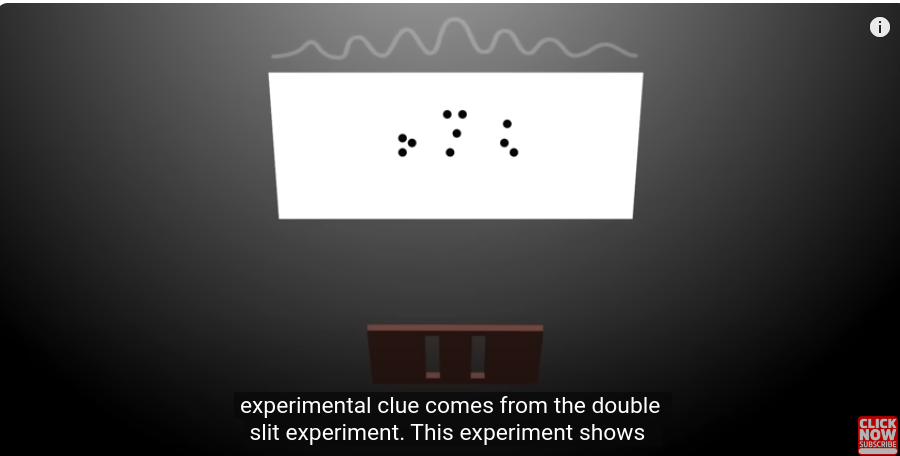 experimental clue comes from the double
slit experiment. This experiment shows
CLICK
NOW
SUBSCRIBE